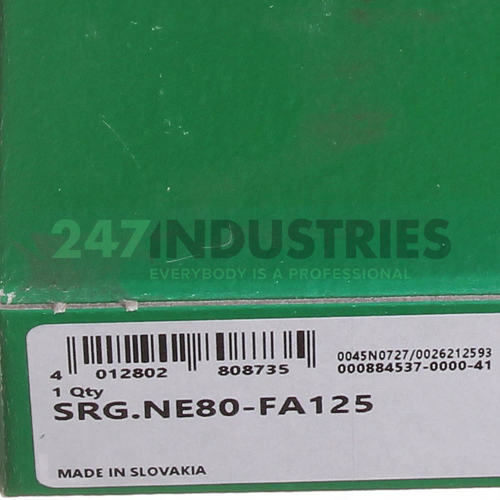 247INDUSTRIES
EVERYBODY IS A PROFESSIONAL
4 012802 808735
0045N0727/0026212593
000884537-0000-41
1 Qty
SRG.NE80-FA125
MADE IN SLOVAKIA